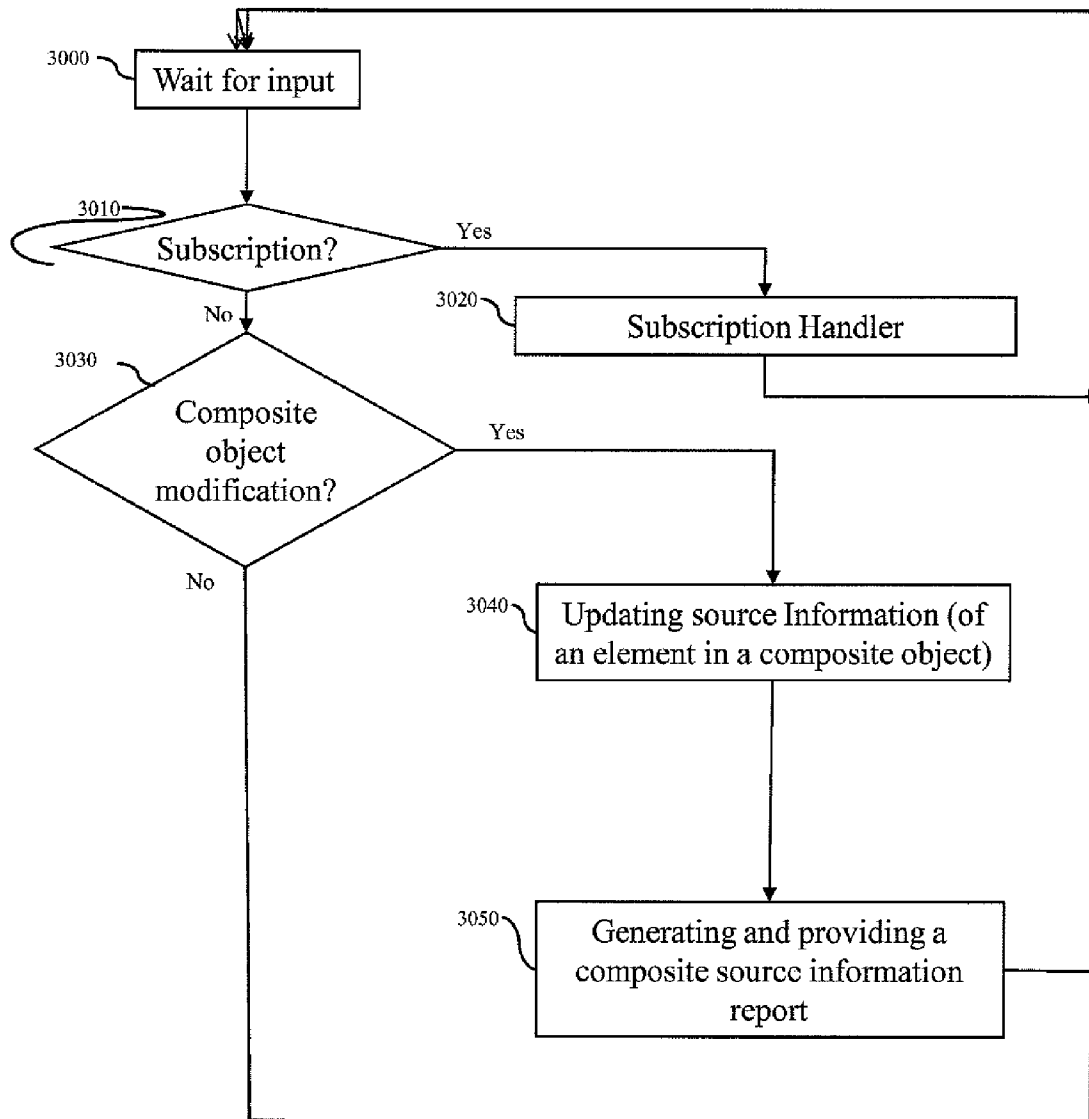 3000
Wait for input
3010
Subscription?
Yes
No
3020
Subscription Handler
3030
Composite
object
modification?
Yes
No
3040
Updating source Information (of
an element in a composite object)
3050
Generating and providing a
composite source information
report